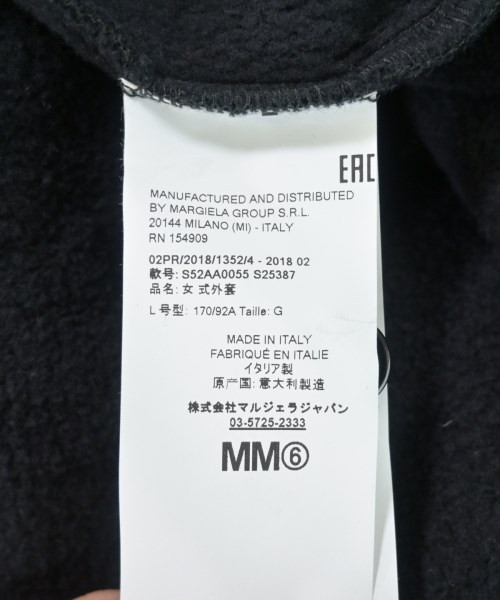 EAC
MANUFACTURED AND DISTRIBUTED
BY MARGIELA GROUP S.R.L.
20144 MILANO (MI) - ITALY
RN 154909
02PR/2018/1352/4 - 2018 02
款号: S52AA0055 S25387
品名: 女 式外套
L 号型: 170/92A Taille: G
MADE IN ITALY
FABRIQUÉ EN ITALIE
イタリア製
原产国: 意大利製造
株式会社マルジェラジャパン
03-5725-2333
MM⑥